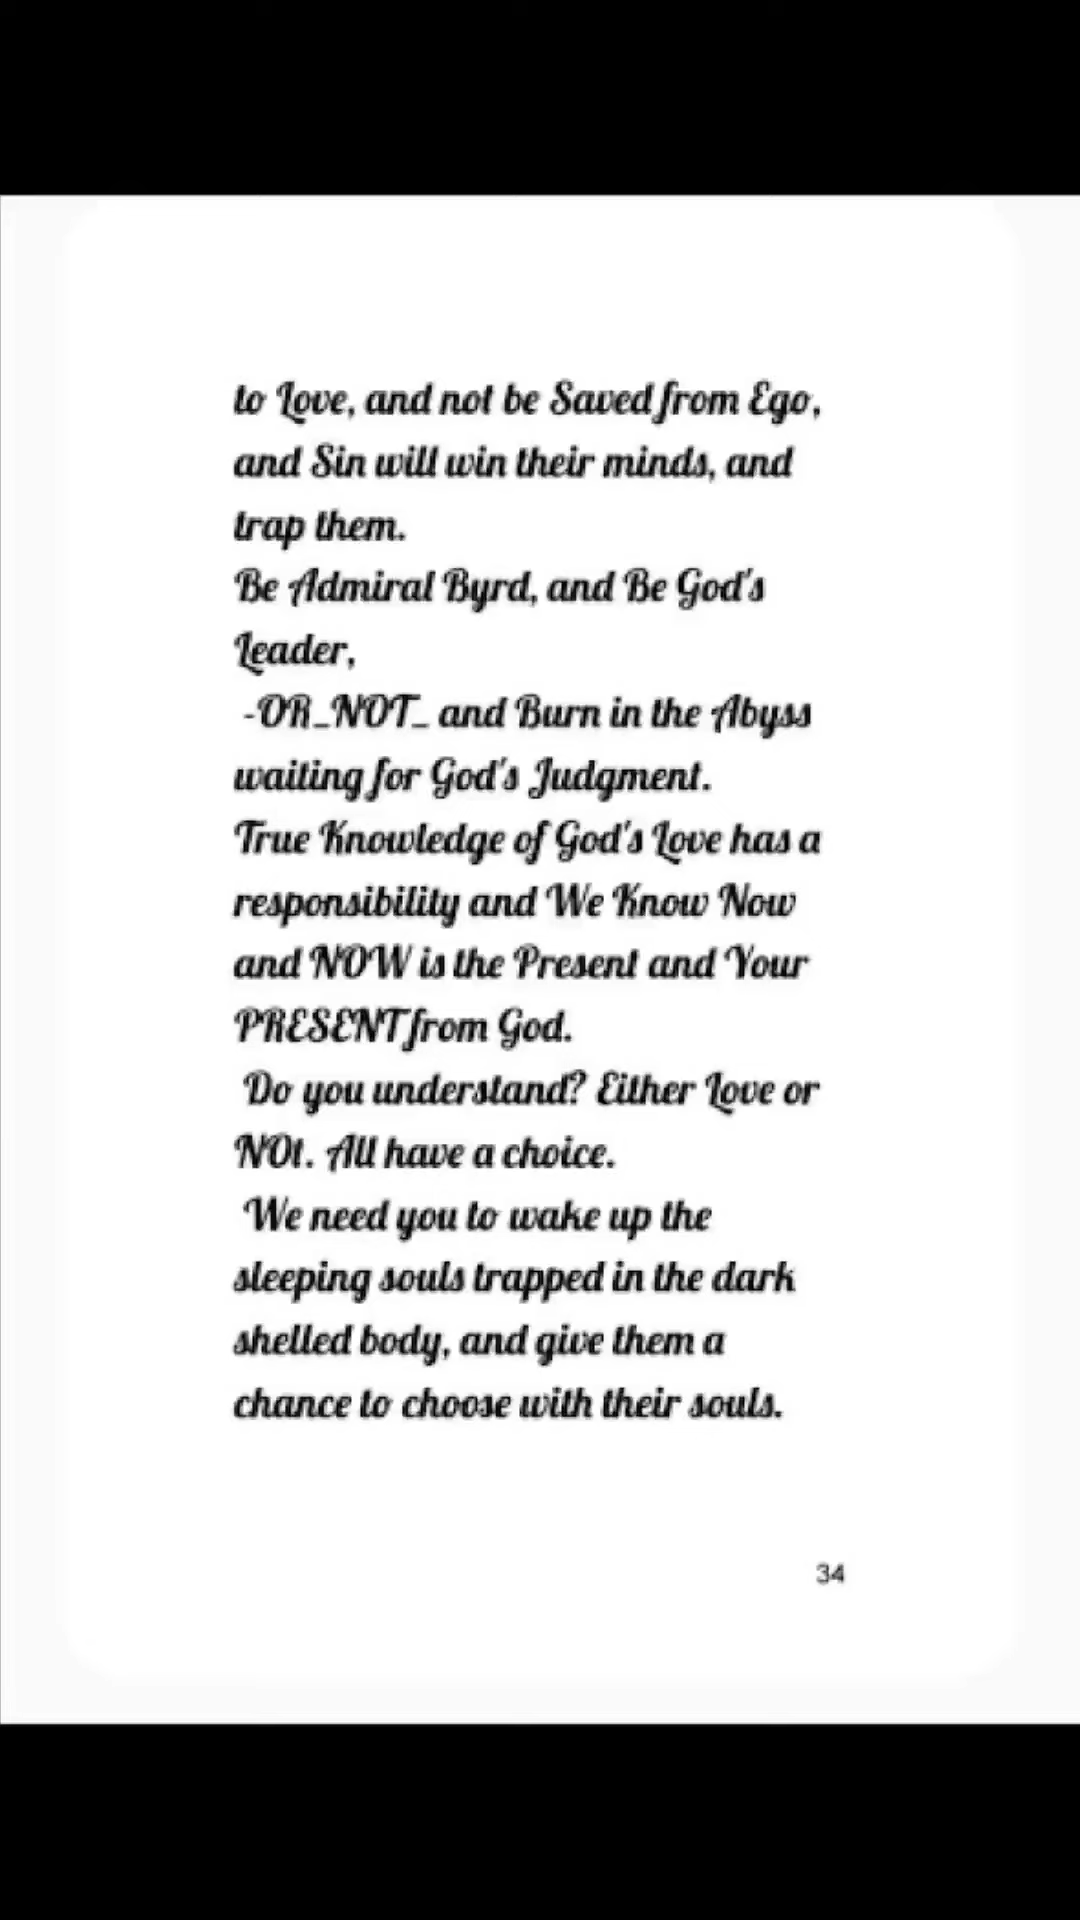 to Love, and not be Saved from Ego,
and Sin will win their minds, and
trap them.
Be Admiral Byrd, and Be God's
Leader,
-OR_NOT_ and Burn in the Abyss
waiting for God's Judgment.
True Knowledge of God's Love has a
responsibility and We Know Now
and NOW is the Present and Your
PRESENT from God.
Do you understand? Either Love or
NOt. All have a choice.
We need you to wake up the
sleeping souls trapped in the dark
shelled body, and give them a
chance to choose with their souls.
34